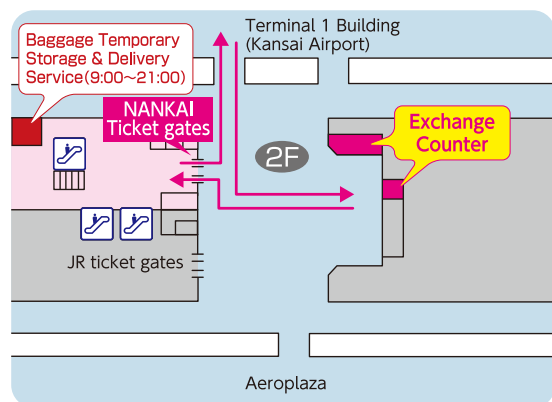 Terminal 1 Building
(Kansai Airport)
Baggage Temporary
Storage & Delivery
Service(9:00～21:00)
NANKAI
Ticket gates
Exchange
Counter
2F
JR ticket gates
Aeroplaza